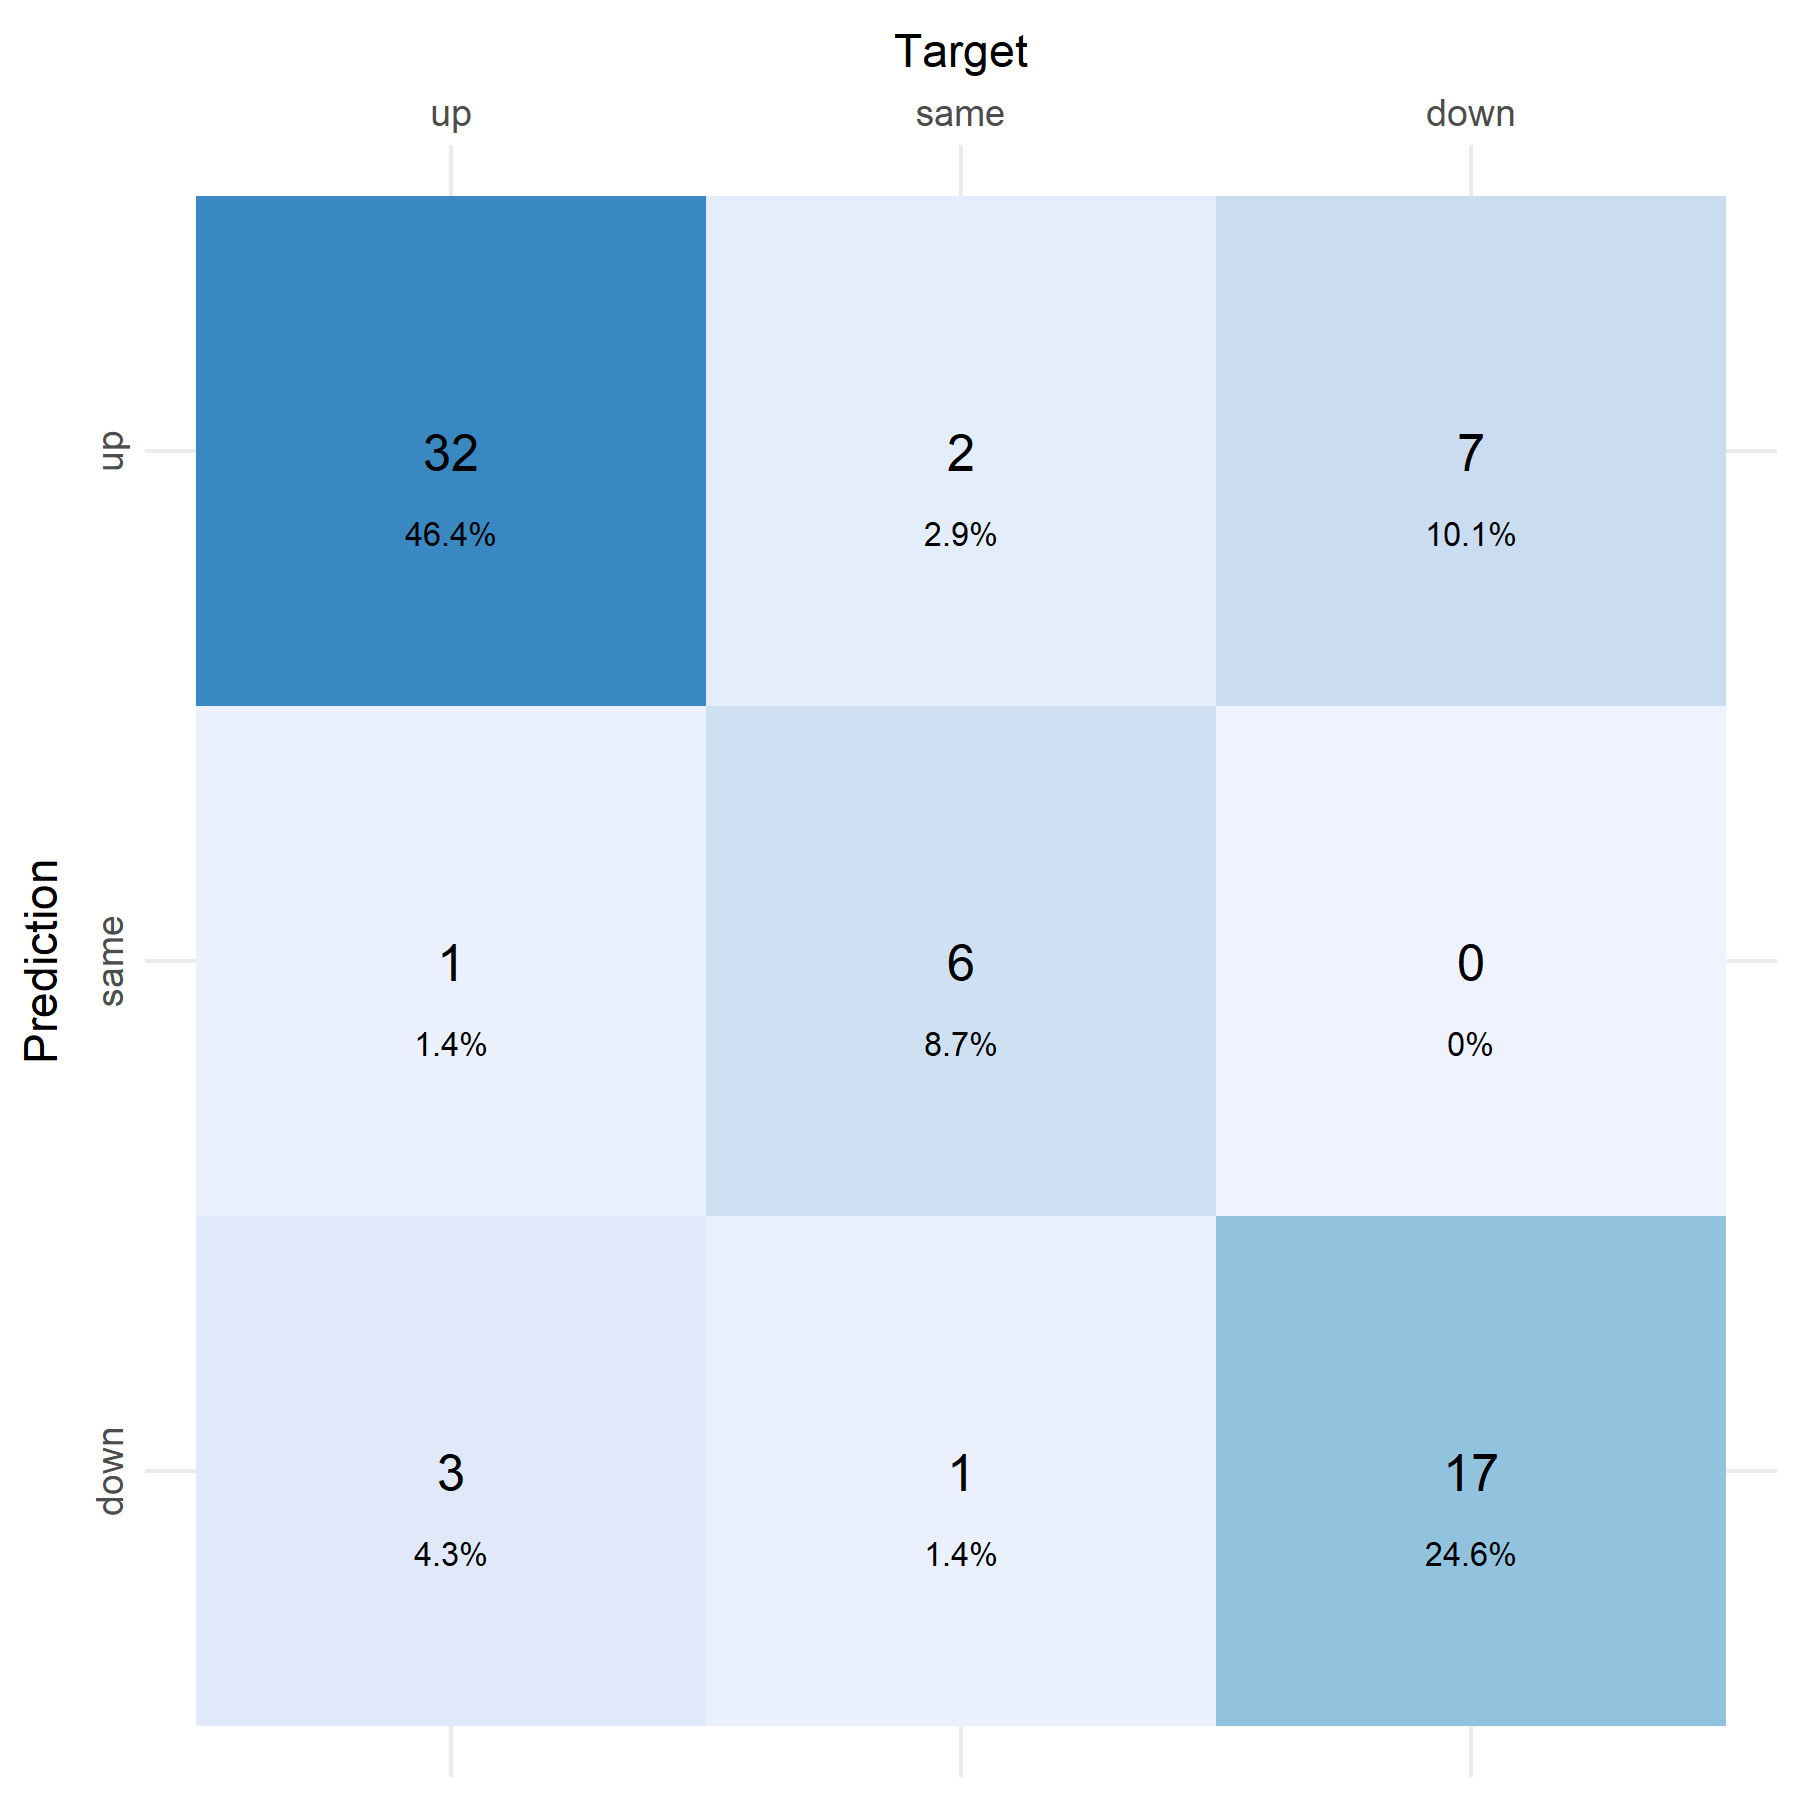 Target
up same down
up
32 2 7
46.4% 2.9% 10.1%
Prediction
same
1 6 0
1.4% 8.7% 0%
down
3 1 17
4.3% 1.4% 24.6%